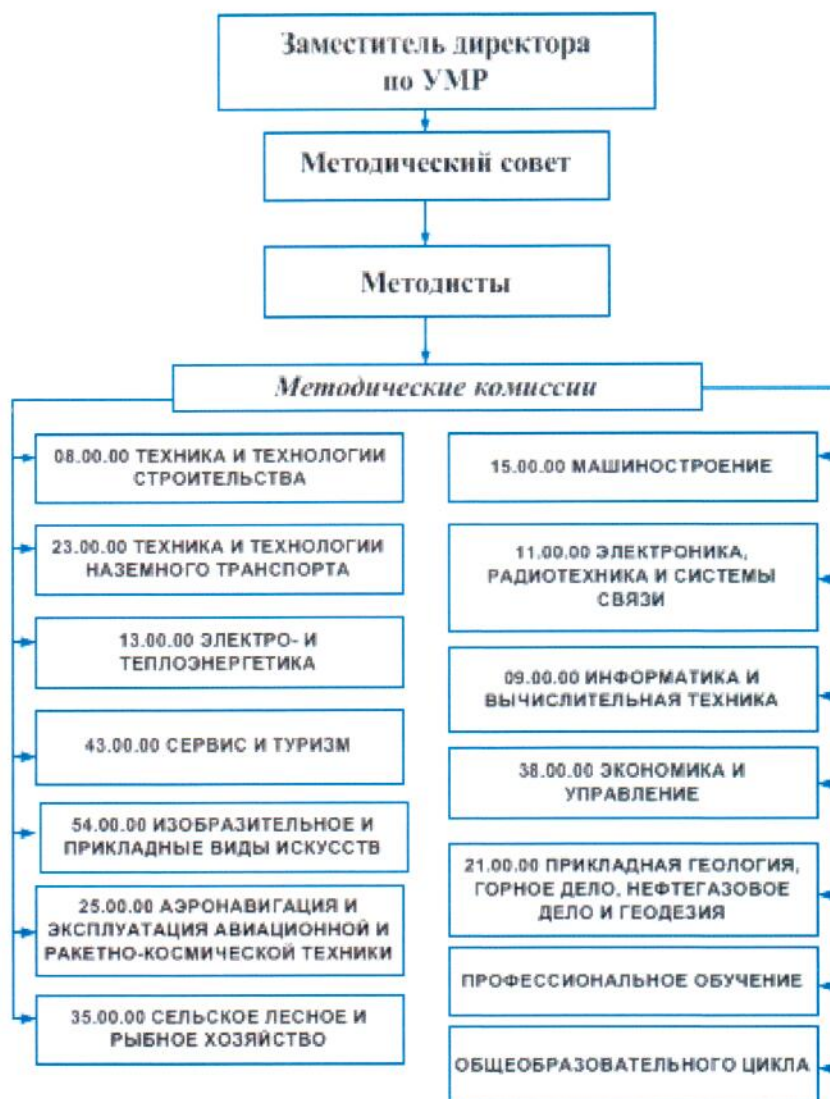 Заместитель директора
по УМР
Методический совет
Методисты
Методические комиссии
08.00.00 ТЕХНИКА И ТЕХНОЛОГИИ
СТРОИТЕЛЬСТВА
23.00.00 ТЕХНИКА И ТЕХНОЛОГИИ
НАЗЕМНОГО ТРАНСПОРТА
13.00.00 ЭЛЕКТРО- И
ТЕПЛОЭНЕРГЕТИКА
43.00.00 СЕРВИС И ТУРИЗМ
54.00.00 ИЗОБРАЗИТЕЛЬНОЕ И
ПРИКЛАДНЫЕ ВИДЫ ИСКУССТВ
25.00.00 АЭРОНАВИГАЦИЯ И
ЭКСПЛУАТАЦИЯ АВИАЦИОННОЙ И
РАКЕТНО-КОСМИЧЕСКОЙ ТЕХНИКИ
35.00.00 СЕЛЬСКОЕ ЛЕСНОЕ И
РЫБНОЕ ХОЗЯЙСТВО
15.00.00 МАШИНОСТРОЕНИЕ
11.00.00 ЭЛЕКТРОНИКА,
РАДИОТЕХНИКА И СИСТЕМЫ
СВЯЗИ
09.00.00 ИНФОРМАТИКА И
ВЫЧИСЛИТЕЛЬНАЯ ТЕХНИКА
38.00.00 ЭКОНОМИКА И
УПРАВЛЕНИЕ
21.00.00 ПРИКЛАДНАЯ ГЕОЛОГИЯ,
ГОРНОЕ ДЕЛО, НЕФТЕГАЗОВОЕ
ДЕЛО И ГЕОДЕЗИЯ
ПРОФЕССИОНАЛЬНОЕ ОБУЧЕНИЕ
ОБЩЕОБРАЗОВАТЕЛЬНОГО ЦИКЛА